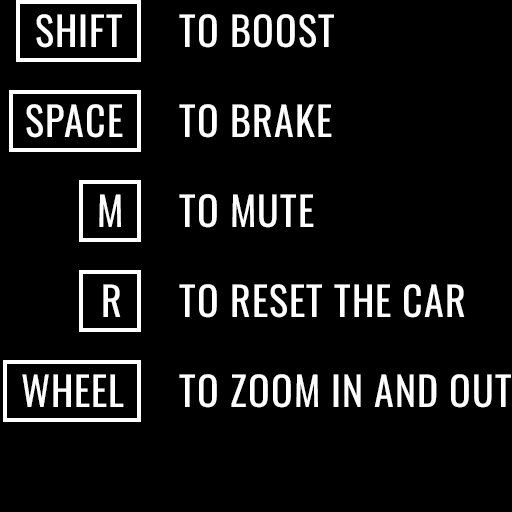 SHIFT TO BOOST
SPACE TO BRAKE
M TO MUTE
R TO RESET THE CAR
WHEEL TO ZOOM IN AND OUT